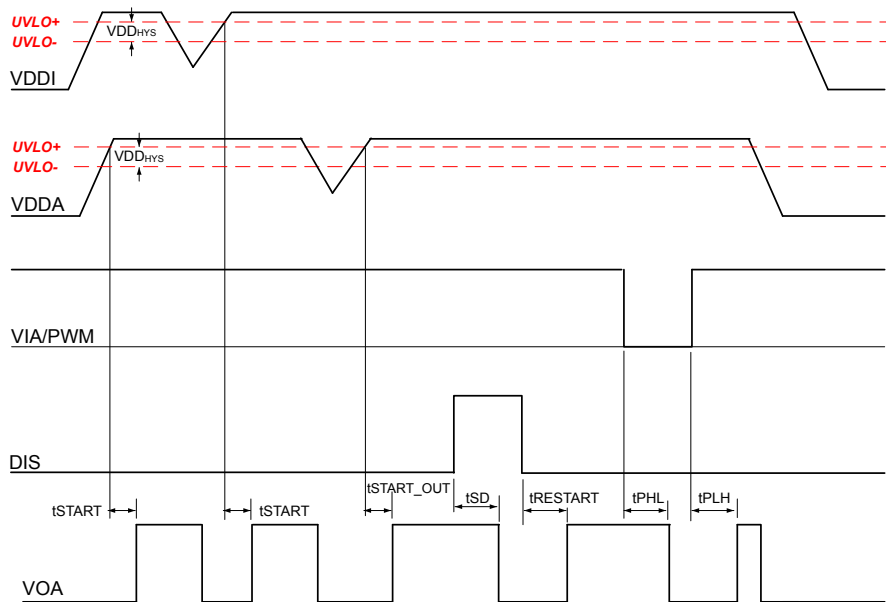 UVLO+
VDDHYS
UVLO-
VDDI
UVLO+
VDDHYS
UVLO-
VDDA
VIA/PWM
DIS
tSTART
tSTART
tSTART_OUT
tSD
tRESTART
tPHL
tPLH
VOA